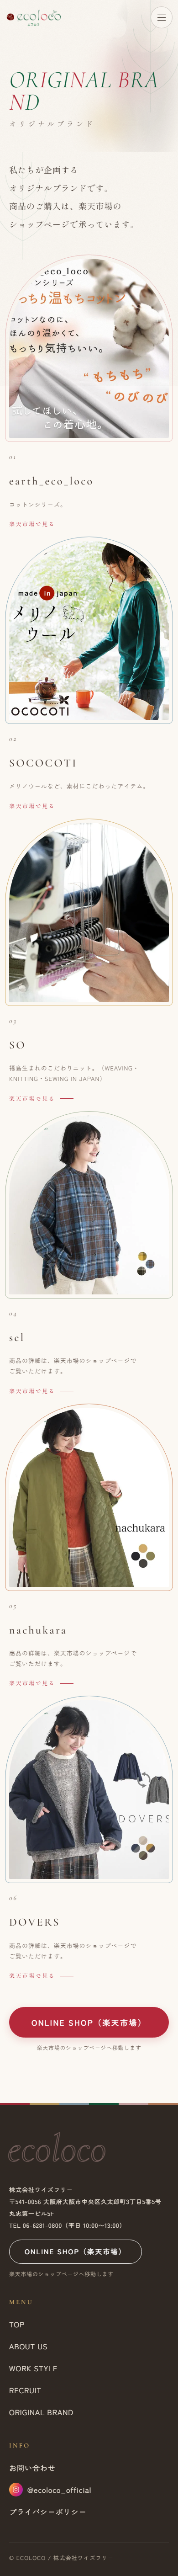 ecoloco
エコロコ
ORIGINAL BRA
ND
オリジナルブランド
私たちが企画する
オリジナルブランドです。
商品のご購入は、楽天市場の
ショップページで承っています。
_eco_loco
ンシリーズ
っちり温もちコ
コットンなのに、
ほんのり温かくて、
もっちり気持ちいい。
“もちもち”
“のびのび
してほしい、
この着心地。
01
earth_eco_loco
コットンシリーズ。
楽天市場で見る
made in japan
メリノ
ウール
OCOCOTI
02
SOCOCOTI
メリノウールなど、素材にこだわったアイテム。
楽天市場で見る
03
SO
福島生まれのこだわりニット。（WEAVING・
KNITTING・SEWING IN JAPAN）
楽天市場で見る
04
sel
商品の詳細は、楽天市場のショップページで
ご覧いただけます。
楽天市場で見る
nachukara
05
nachukara
商品の詳細は、楽天市場のショップページで
ご覧いただけます。
楽天市場で見る
DOVERS
06
DOVERS
商品の詳細は、楽天市場のショップページで
ご覧いただけます。
楽天市場で見る
ONLINE SHOP（楽天市場）
楽天市場のショップページへ移動します
ecoloco
株式会社ワイズフリー
〒541-0056 大阪府大阪市中央区久太郎町3丁目5番5号
丸忠第一ビル5F
TEL 06-6281-0800（平日 10:00〜13:00）
ONLINE SHOP（楽天市場）
楽天市場のショップページへ移動します
MENU
TOP
ABOUT US
WORK STYLE
RECRUIT
ORIGINAL BRAND
INFO
お問い合わせ
@ecoloco_official
プライバシーポリシー
© ECOLOCO / 株式会社ワイズフリー